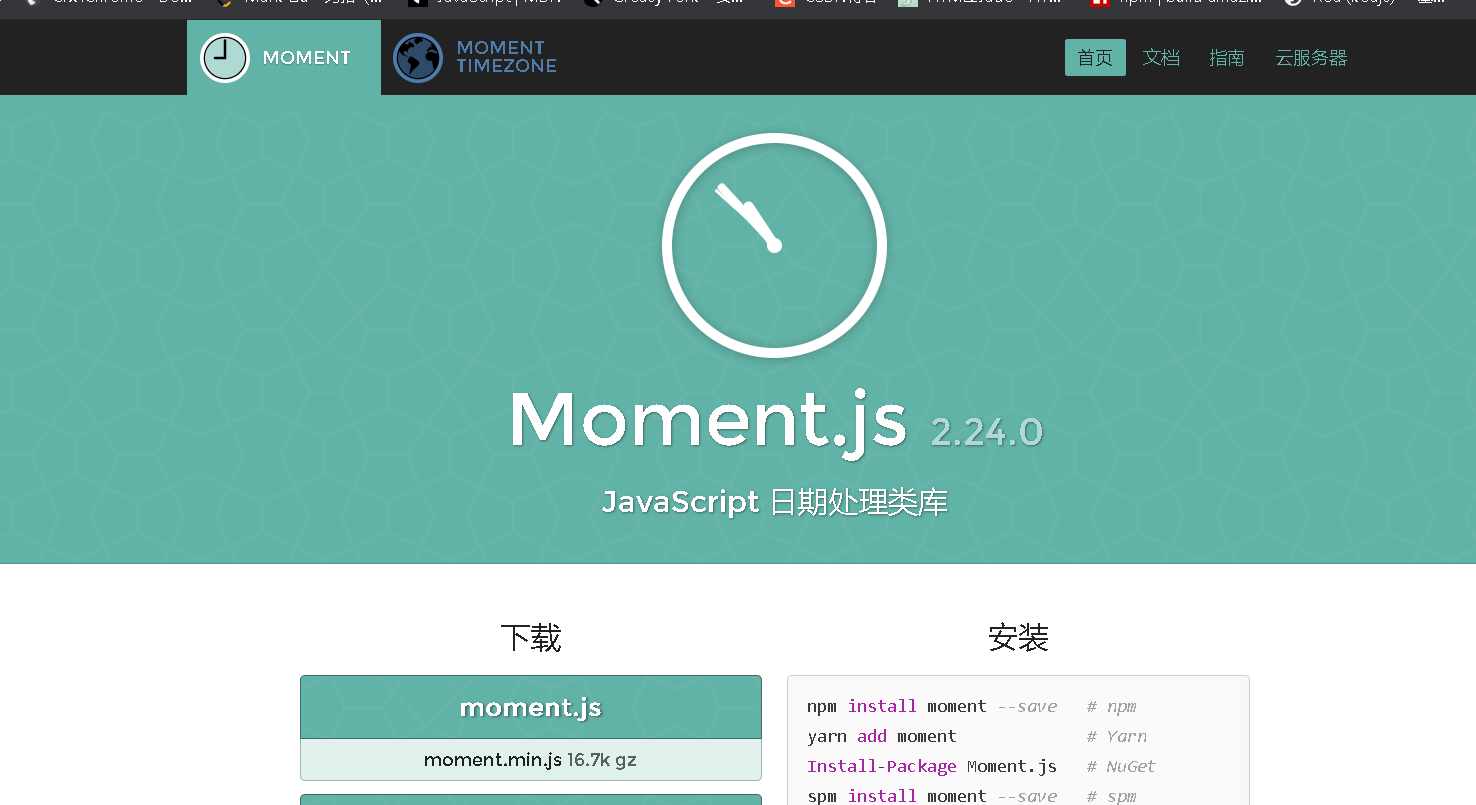 MOMENT
MOMENT
TIMEZONE
首页
文档
指南
云服务器
Moment.js 2.24.0
JavaScript 日期处理类库
下载
moment.js
moment.min.js 16.7k gz
安装
npm install moment --save # npm
yarn add moment # Yarn
Install-Package Moment.js # NuGet
spm install moment --save # spm